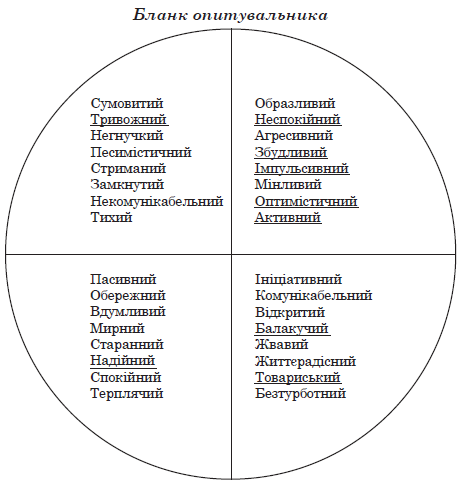 Бланк опитувальника
Сумовитий
Тривожний
Негнучкий
Песимістичний
Стриманий
Замкнутий
Некомунікабельний
Тихий
Образливий
Неспокійний
Агресивний
Збудливий
Імпульсивний
Мінливий
Оптимістичний
Активний
Пасивний
Обережний
Вдумливий
Мирний
Старанний
Надійний
Спокійний
Терплячий
Ініціативний
Комунікабельний
Відкритий
Балакучий
Жвавий
Життєрадісний
Товариський
Безтурботний